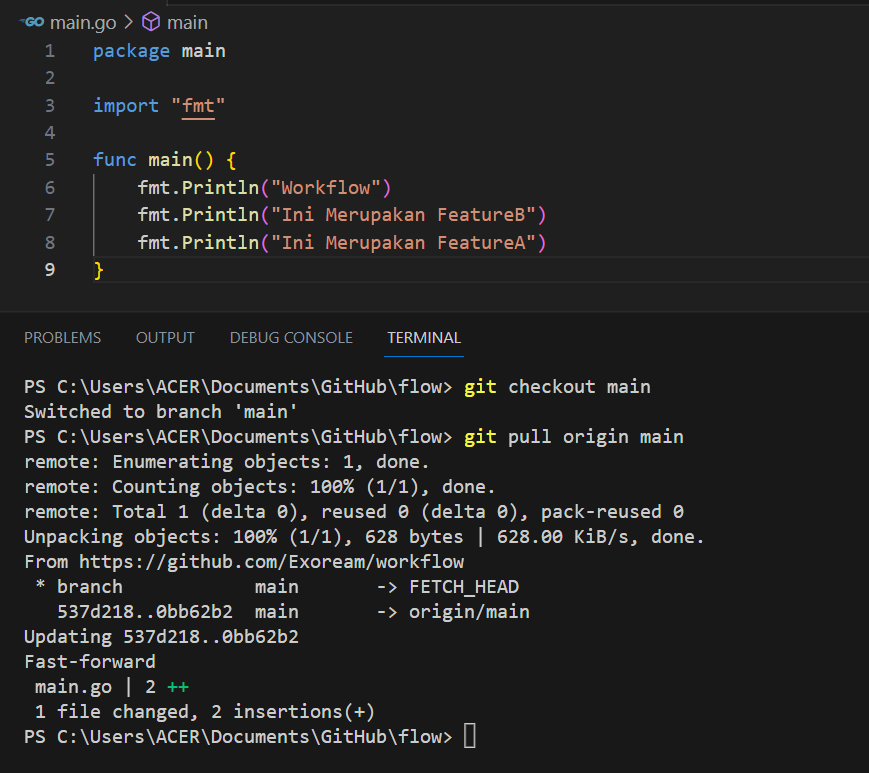 GO main.go > main
1 package main
2
3 import "fmt"
4
5 func main() {
6 fmt.Println("Workflow")
7 fmt.Println("Ini Merupakan FeatureB")
8 fmt.Println("Ini Merupakan FeatureA")
9 }
PROBLEMS OUTPUT DEBUG CONSOLE TERMINAL
PS C:\Users\ACER\Documents\GitHub\flow> git checkout main
Switched to branch 'main'
PS C:\Users\ACER\Documents\GitHub\flow> git pull origin main
remote: Enumerating objects: 1, done.
remote: Counting objects: 100% (1/1), done.
remote: Total 1 (delta 0), reused 0 (delta 0), pack-reused 0
Unpacking objects: 100% (1/1), 628 bytes | 628.00 KiB/s, done.
From https://github.com/Exoream/workflow
 * branch            main       -> FETCH_HEAD
   537d218..0bb62b2  main       -> origin/main
Updating 537d218..0bb62b2
Fast-forward
 main.go | 2 ++
 1 file changed, 2 insertions(+)
PS C:\Users\ACER\Documents\GitHub\flow>